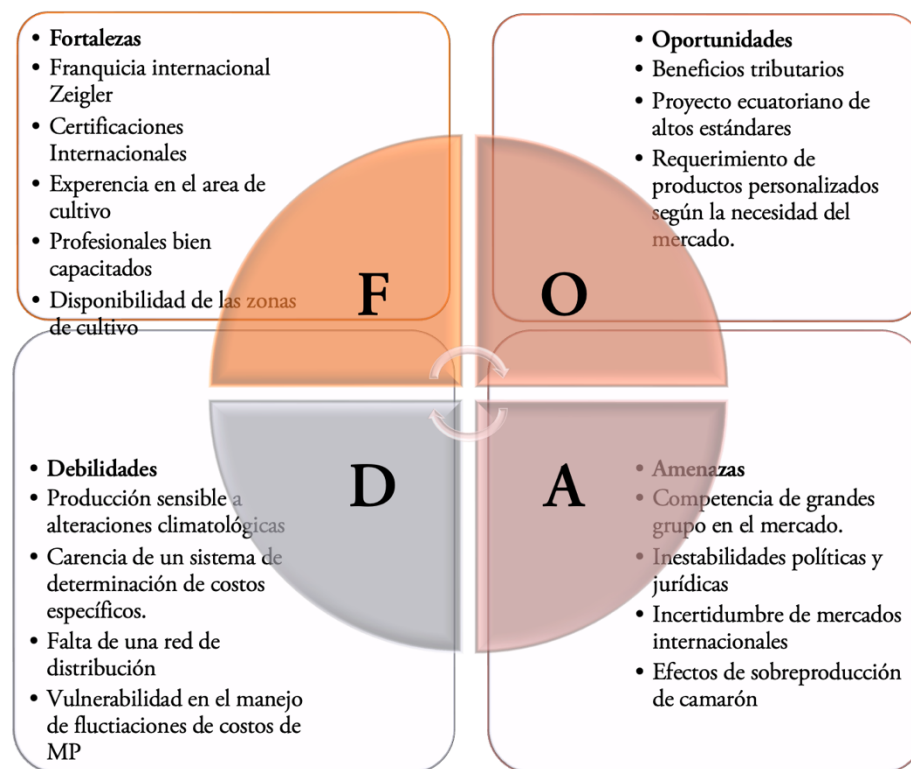 • Fortalezas
• Franquicia internacional
Zeigler
• Certificaciones
Internacionales
• Experencia en el area de
cultivo
• Profesionales bien
capacitados
• Disponibilidad de las zonas
de cultivo
F
• Oportunidades
• Beneficios tributarios
• Proyecto ecuatoriano de
altos estándares
• Requerimiento de
productos personalizados
según la necesidad del
mercado.
O
• Debilidades
• Producción sensible a
alteraciones climatológicas
• Carencia de un sistema de
determinación de costos
específicos.
• Falta de una red de
distribución
• Vulnerabilidad en el manejo
de fluctiaciones de costos de
MP
D
• Amenazas
• Competencia de grandes
grupo en el mercado.
• Inestabilidades políticas y
jurídicas
• Incertidumbre de mercados
internacionales
• Efectos de sobreproducción
de camarón
A